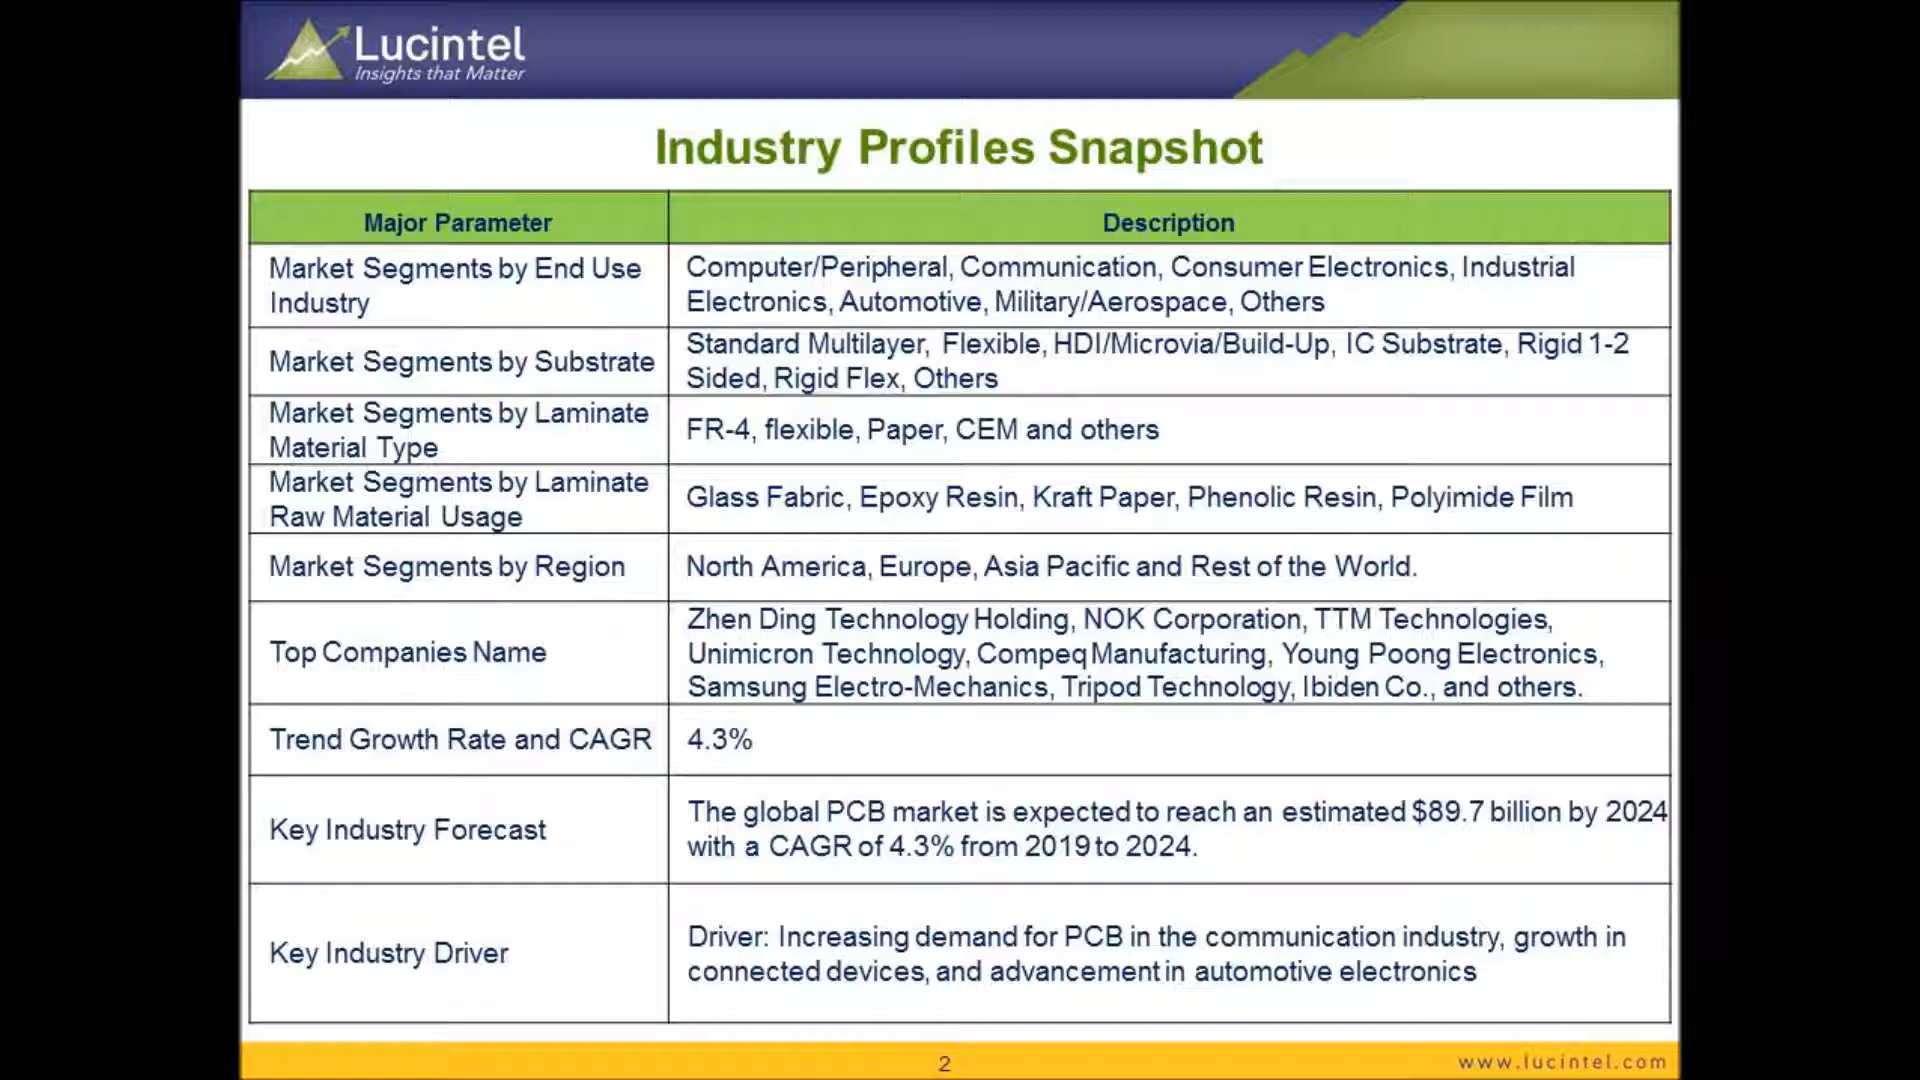 Lucintel
Insights that Matter
Industry Profiles Snapshot
Major Parameter
Description
Market Segments by End Use
Industry
Computer/Peripheral, Communication, Consumer Electronics, Industrial
Electronics, Automotive, Military/Aerospace, Others
Market Segments by Substrate
Standard Multilayer, Flexible, HDI/Microvia/Build-Up, IC Substrate, Rigid 1-2
Sided, Rigid Flex, Others
Market Segments by Laminate
Material Type
FR-4, flexible, Paper, CEM and others
Market Segments by Laminate
Raw Material Usage
Glass Fabric, Epoxy Resin, Kraft Paper, Phenolic Resin, Polyimide Film
Market Segments by Region
North America, Europe, Asia Pacific and Rest of the World.
Top Companies Name
Zhen Ding Technology Holding, NOK Corporation, TTM Technologies,
Unimicron Technology, Compeq Manufacturing, Young Poong Electronics,
Samsung Electro-Mechanics, Tripod Technology, Ibiden Co., and others.
Trend Growth Rate and CAGR
4.3%
Key Industry Forecast
The global PCB market is expected to reach an estimated $89.7 billion by 2024
with a CAGR of 4.3% from 2019 to 2024.
Key Industry Driver
Driver: Increasing demand for PCB in the communication industry, growth in
connected devices, and advancement in automotive electronics
2
www.lucintel.com